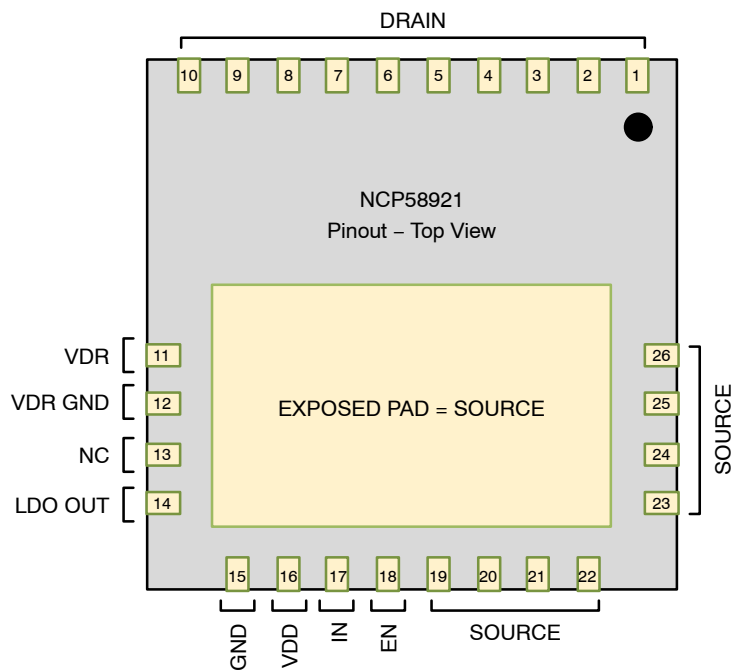 DRAIN
10 9 8 7 6 5 4 3 2 1
NCP58921
Pinout – Top View
VDR 11 26
VDR GND 12 EXPOSED PAD = SOURCE 25
NC 13 24
LDO OUT 14 23
SOURCE
15 16 17 18 19 20 21 22
GND VDD IN EN SOURCE